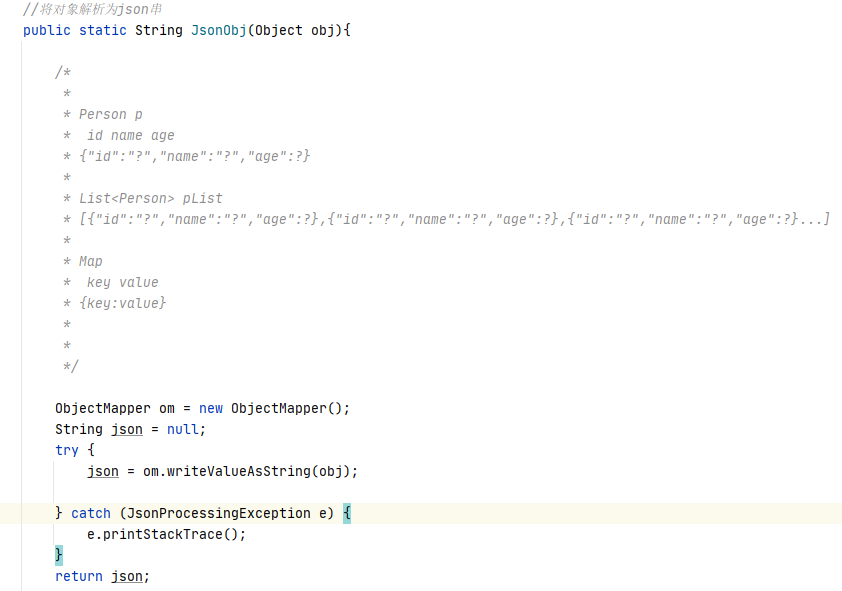 //将对象解析为json串
public static String JsonObj(Object obj){
/*
*
* Person p
* id name age
* {"id":"?","name":"?","age":?}
*
* List<Person> pList
* [{"id":"?","name":"?","age":?},{"id":"?","name":"?","age":?},{"id":"?","name":"?","age":?}...]
*
* Map
* key value
* {key:value}
*
*
*/
ObjectMapper om = new ObjectMapper();
String json = null;
try {
json = om.writeValueAsString(obj);
} catch (JsonProcessingException e) {
e.printStackTrace();
}
return json;